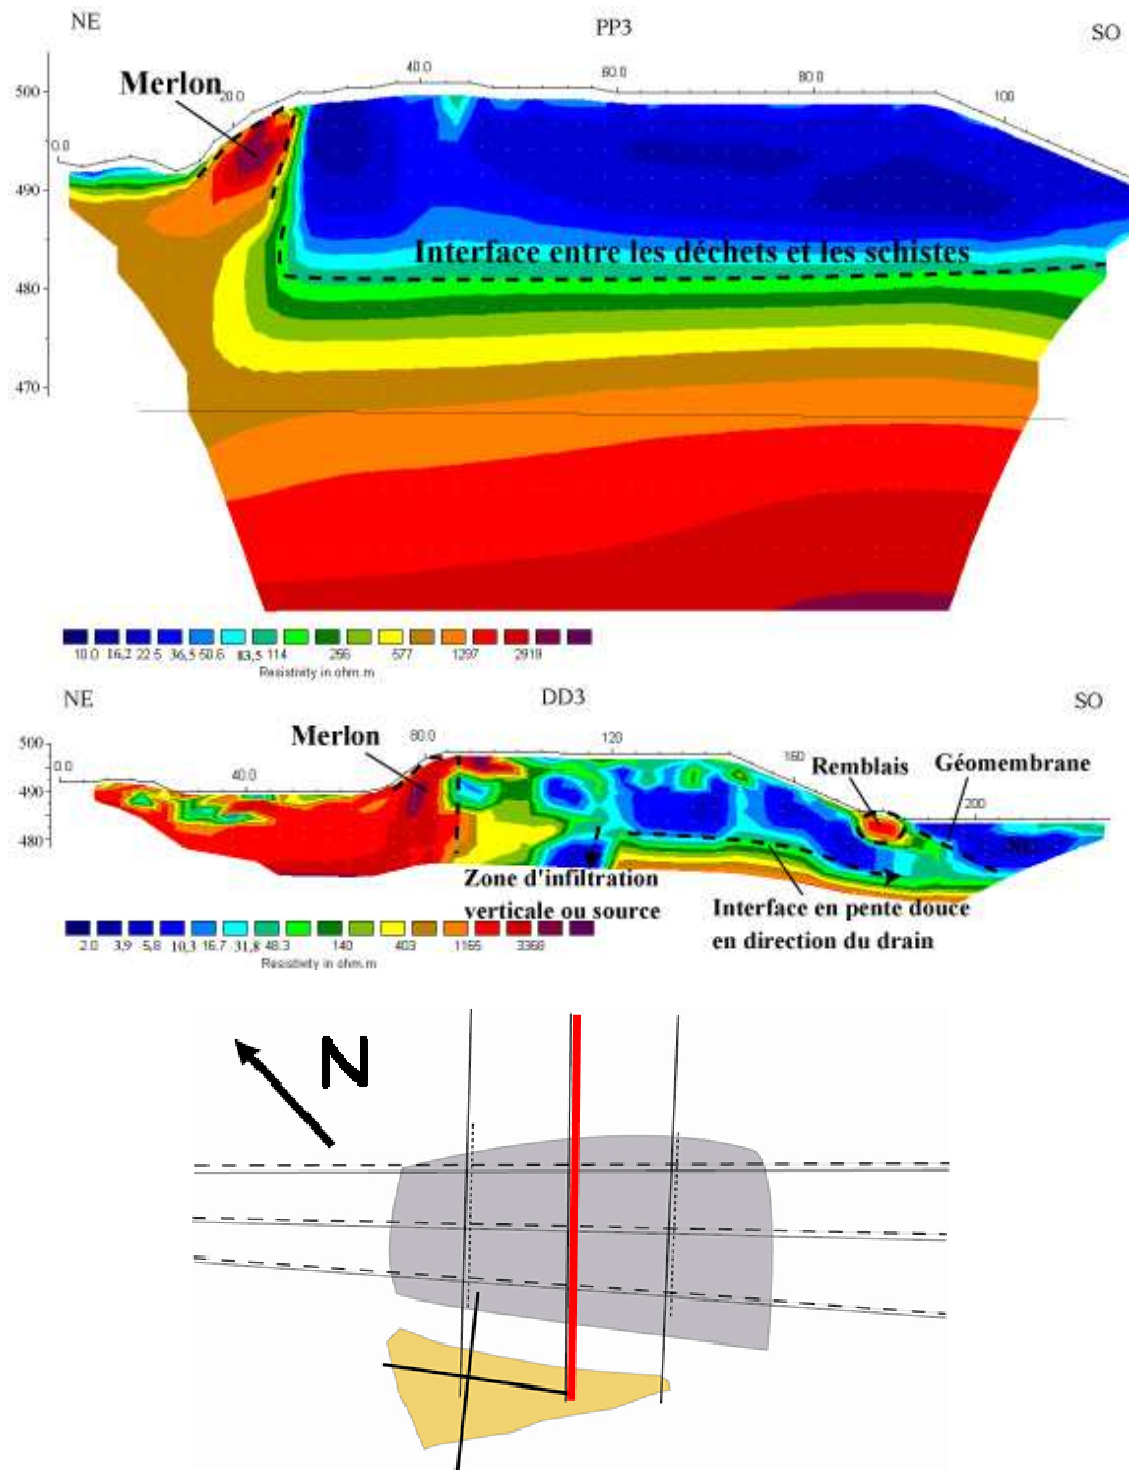 NE
PP3
SO
Merlon
500
490
480
470
10.0
20.0
40.0
60.0
80.0
100
Interface entre les déchets et les schistes
10.0 16,2 22.5 36,5 50.6 83,5 114 256 577 1297 2919
Resistivity in ohm.m
NE
DD3
SO
Merlon
500
490
480
0.0
40.0
80.0
120
160
200
Remblais
Géomembrane
Zone d'infiltration
verticale ou source
Interface en pente douce
en direction du drain
2.0 3,9 5,8 10,3 16.7 31,8 48.3 140 403 1165 3368
Resistivity in ohm.m
N